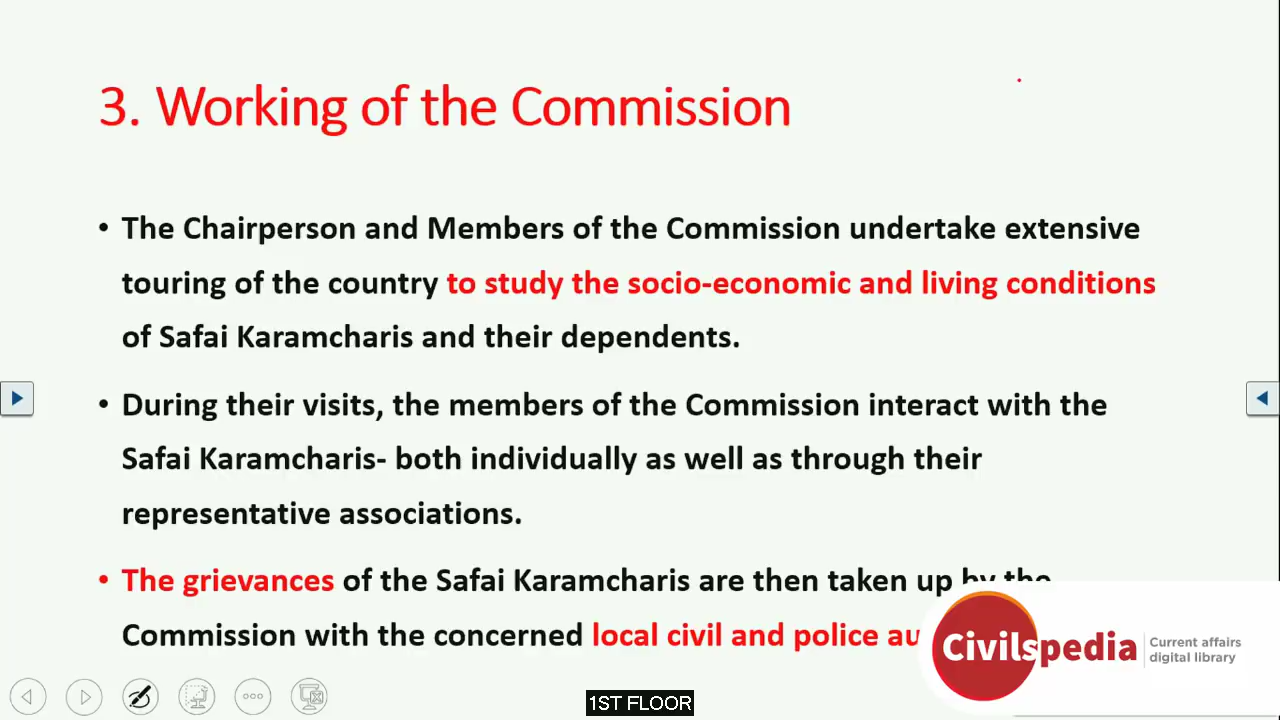 3. Working of the Commission
• The Chairperson and Members of the Commission undertake extensive
touring of the country to study the socio-economic and living conditions
of Safai Karamcharis and their dependents.
• During their visits, the members of the Commission interact with the
Safai Karamcharis- both individually as well as through their
representative associations.
• The grievances of the Safai Karamcharis are then taken up by the
Commission with the concerned local civil and police
Civilspedia
Current affairs
digital library
1ST FLOOR